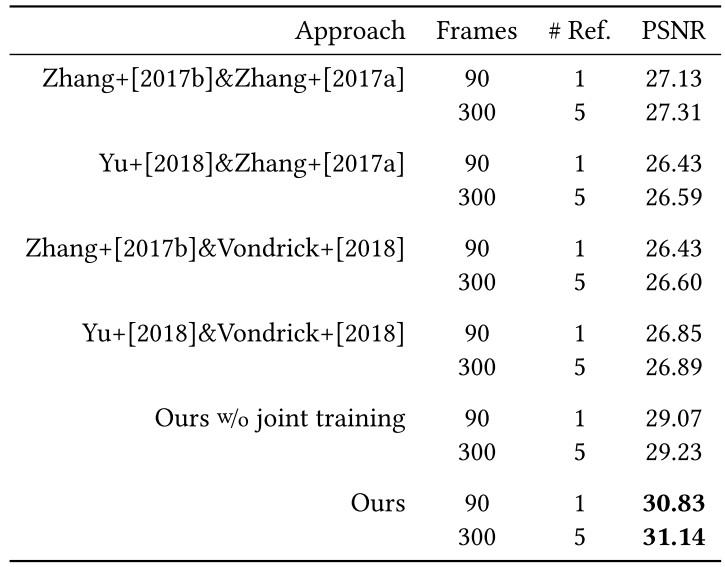 Approach Frames # Ref. PSNR
Zhang+[2017b]&Zhang+[2017a] 90 1 27.13
300 5 27.31
Yu+[2018]&Zhang+[2017a] 90 1 26.43
300 5 26.59
Zhang+[2017b]&Vondrick+[2018] 90 1 26.43
300 5 26.60
Yu+[2018]&Vondrick+[2018] 90 1 26.85
300 5 26.89
Ours w/o joint training 90 1 29.07
300 5 29.23
Ours 90 1 30.83
300 5 31.14